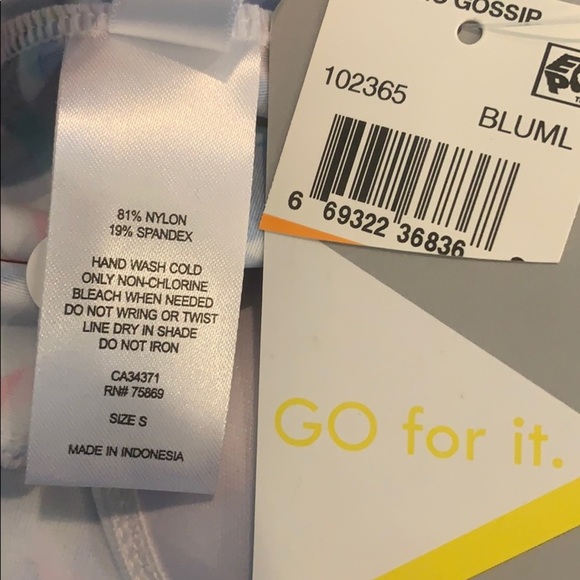 81% NYLON
19% SPANDEX
HAND WASH COLD
ONLY NON-CHLORINE
BLEACH WHEN NEEDED
DO NOT WRING OR TWIST
LINE DRY IN SHADE
DO NOT IRON
CA34371
RN# 75869
SIZE S
MADE IN INDONESIA
GOSSIP
102365
BLUML
6 69322 36836
GO for it.